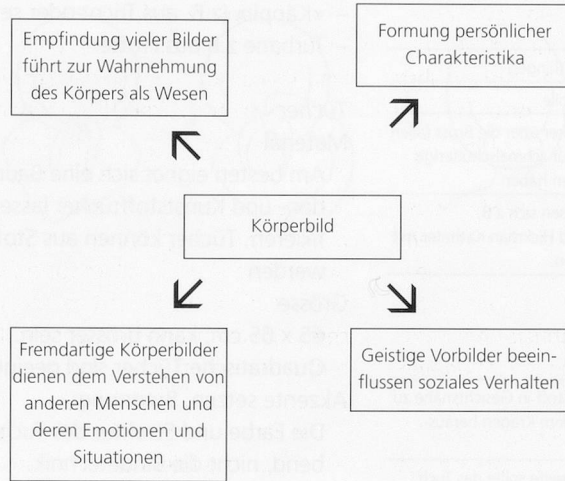 Empfindung vieler Bilder
führt zur Wahrnehmung
des Körpers als Wesen
Formung persönlicher
Charakteristika
Körperbild
Fremdartige Körperbilder
dienen dem Verstehen von
anderen Menschen und
deren Emotionen und
Situationen
Geistige Vorbilder beein-
flussen soziales Verhalten